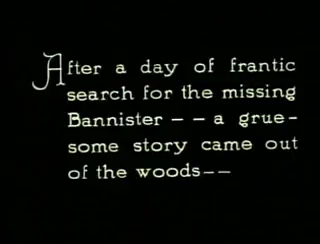 After a day of frantic
search for the missing
Bannister — — a grue-
some story came out
of the woods——